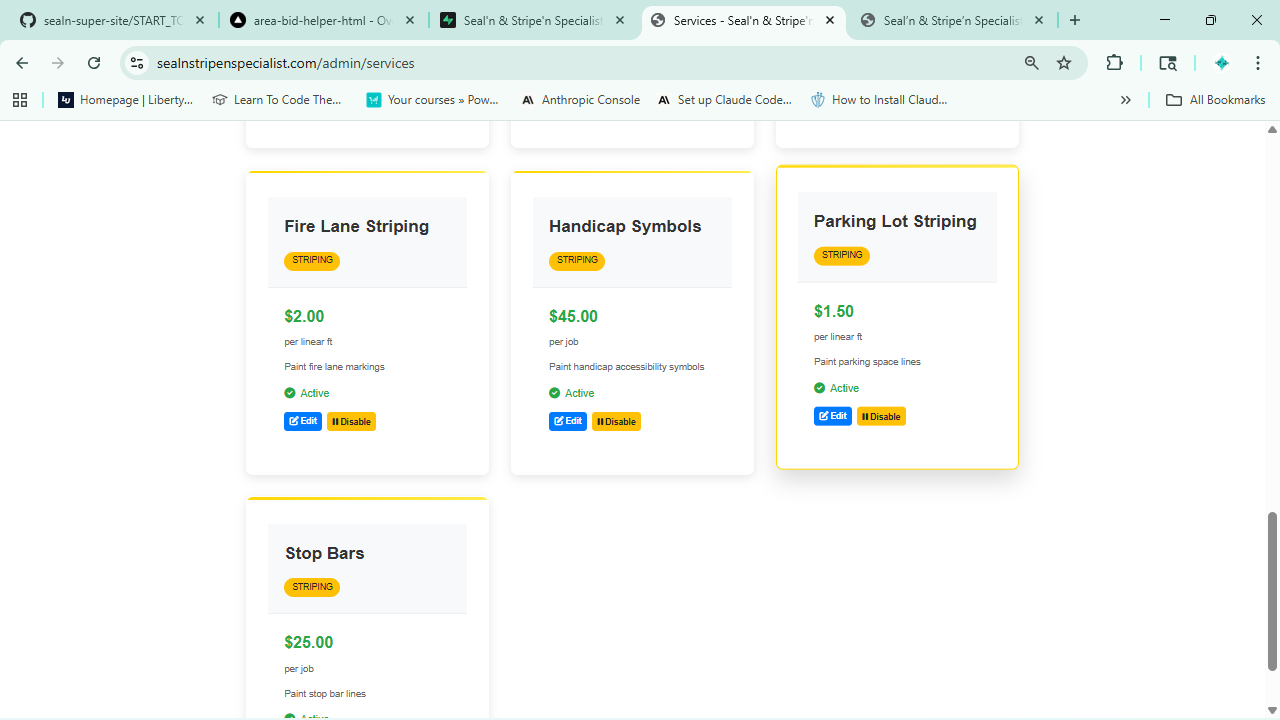 sealn-super-site/START_TO
area-bid-helper-html - Ov
Seal'n & Stripe'n Specialist
Services - Seal'n & Stripe'n
Seal'n & Stripe'n Specialis
sealnstripenspecialist.com/admin/services
Homepage | Liberty...
Learn To Code The...
Your courses » Pow...
Anthropic Console
Set up Claude Code...
How to Install Claud...
All Bookmarks
Fire Lane Striping
STRIPING
$2.00
per linear ft
Paint fire lane markings
Active
Edit
Disable
Handicap Symbols
STRIPING
$45.00
per job
Paint handicap accessibility symbols
Active
Edit
Disable
Parking Lot Striping
STRIPING
$1.50
per linear ft
Paint parking space lines
Active
Edit
Disable
Stop Bars
STRIPING
$25.00
per job
Paint stop bar lines
Active